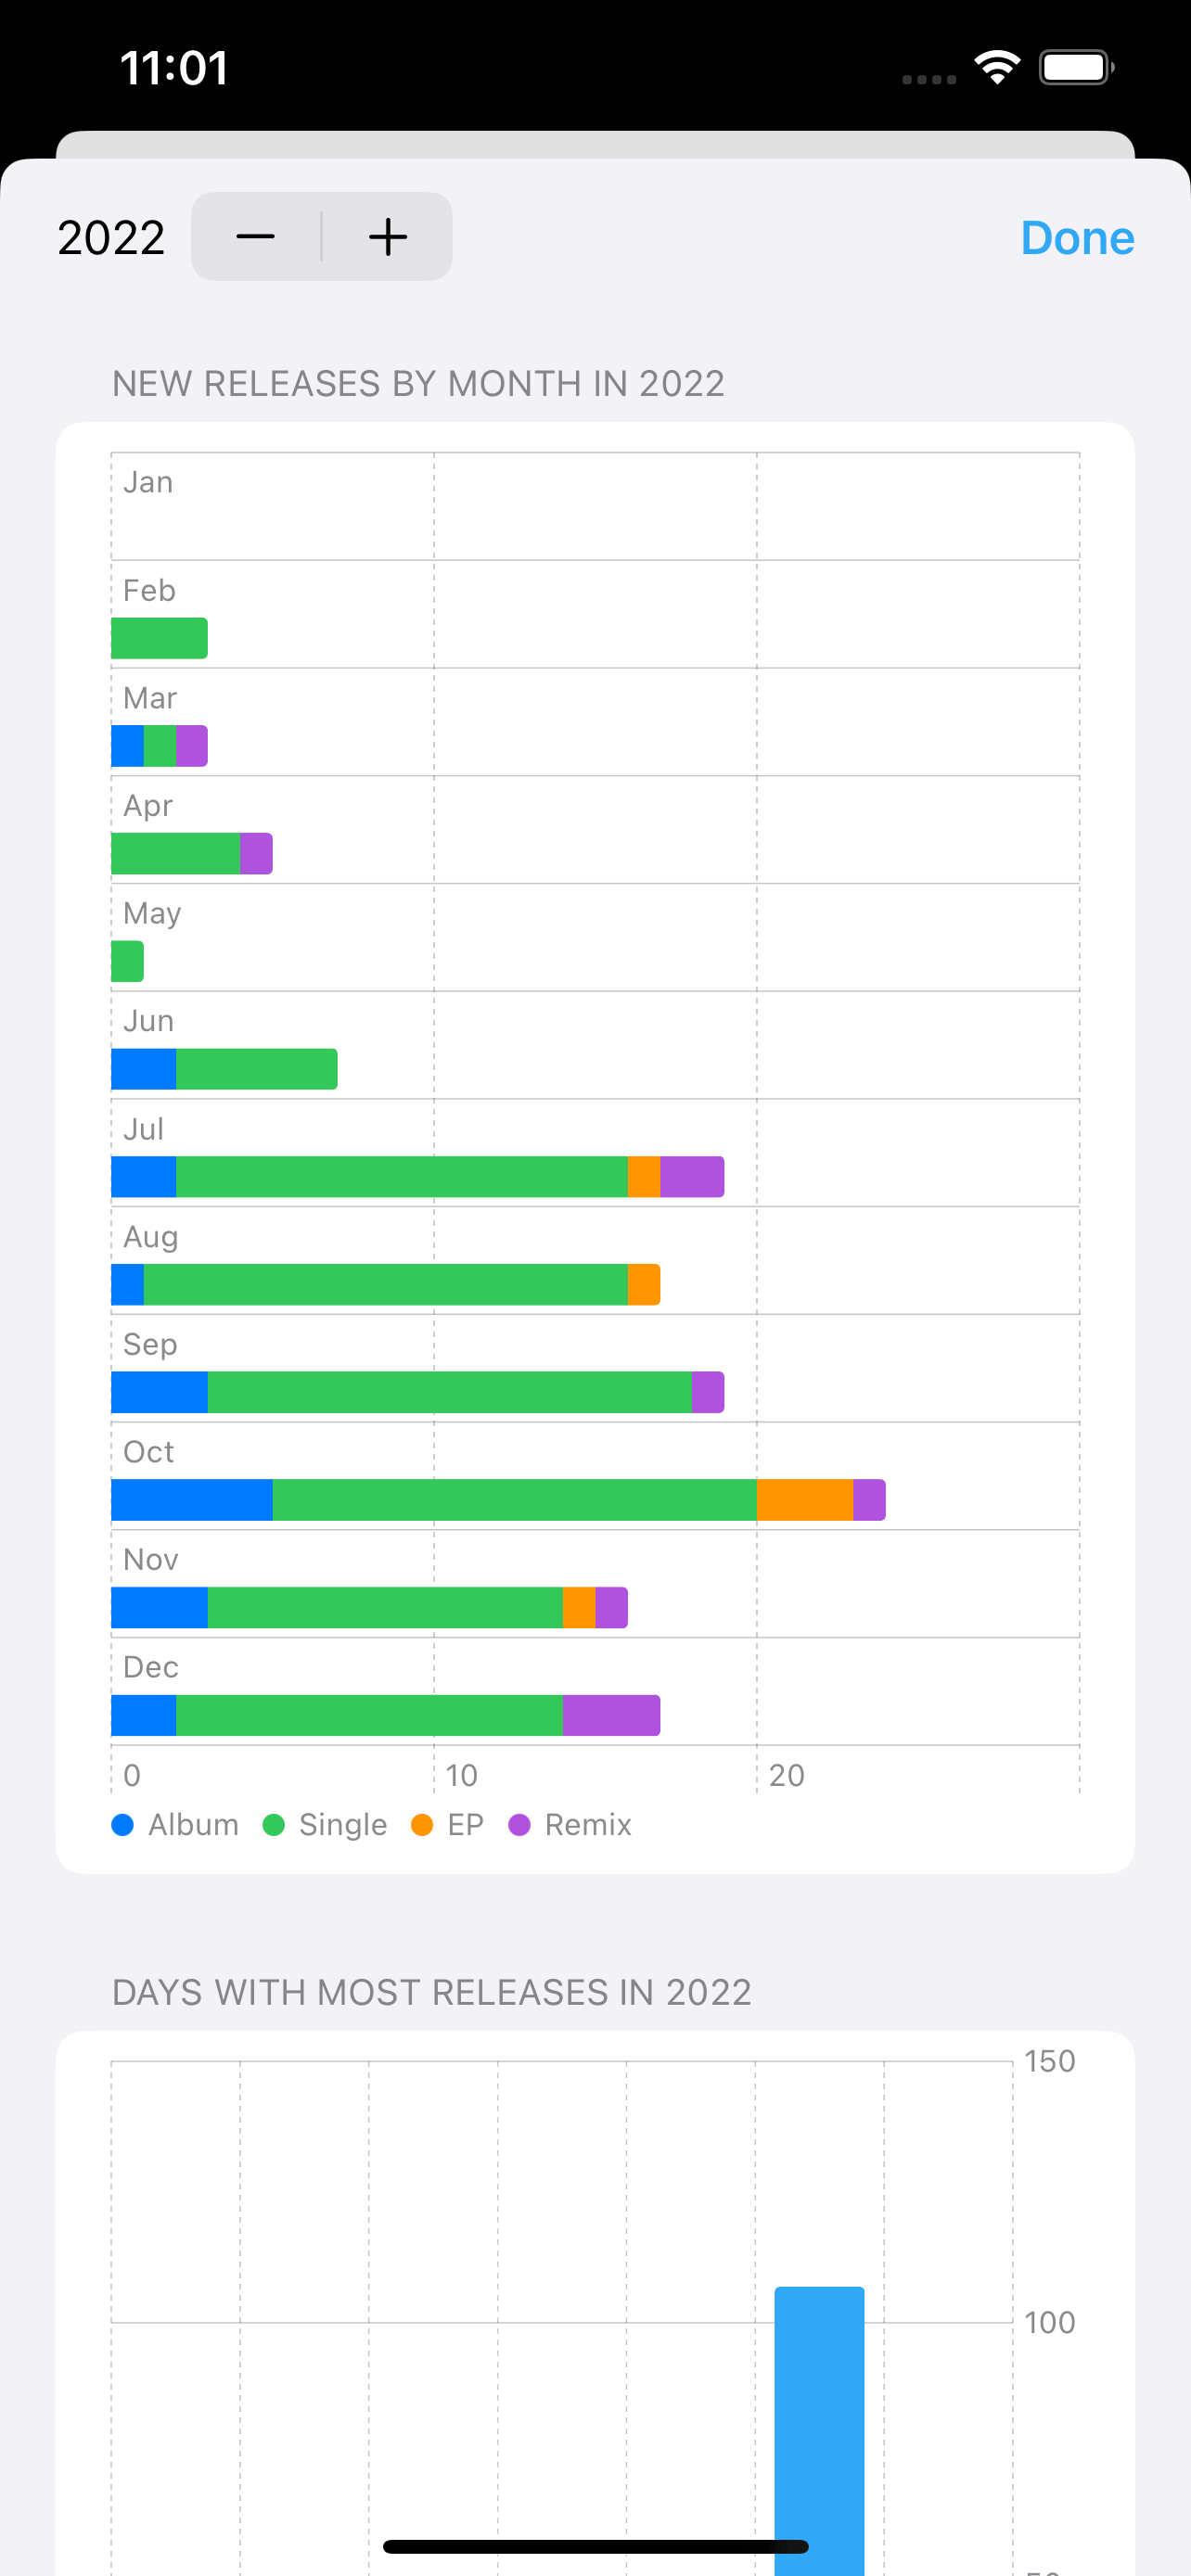 11:01
2022
Done
NEW RELEASES BY MONTH IN 2022
Jan
Feb
Mar
Apr
May
Jun
Jul
Aug
Sep
Oct
Nov
Dec
0 10 20
Album Single EP Remix
DAYS WITH MOST RELEASES IN 2022
150
100